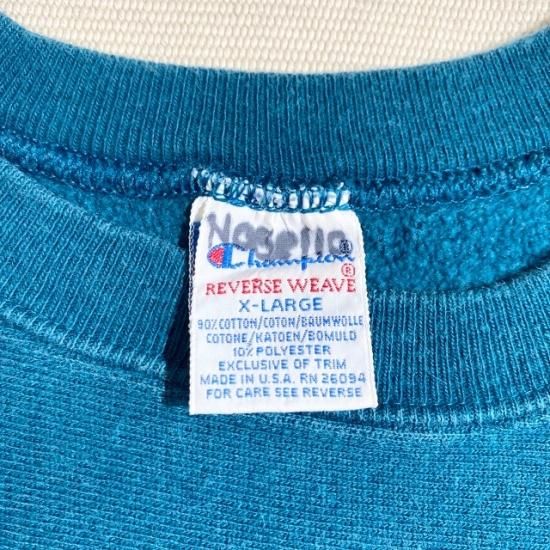 Champion®
REVERSE WEAVE®
X-LARGE
90% COTTON/COTON/BAUMWOLLE
COTONE/KATOEN/BOMULD
10% POLYESTER
EXCLUSIVE OF TRIM
MADE IN U.S.A. RN 26094
FOR CARE SEE REVERSE